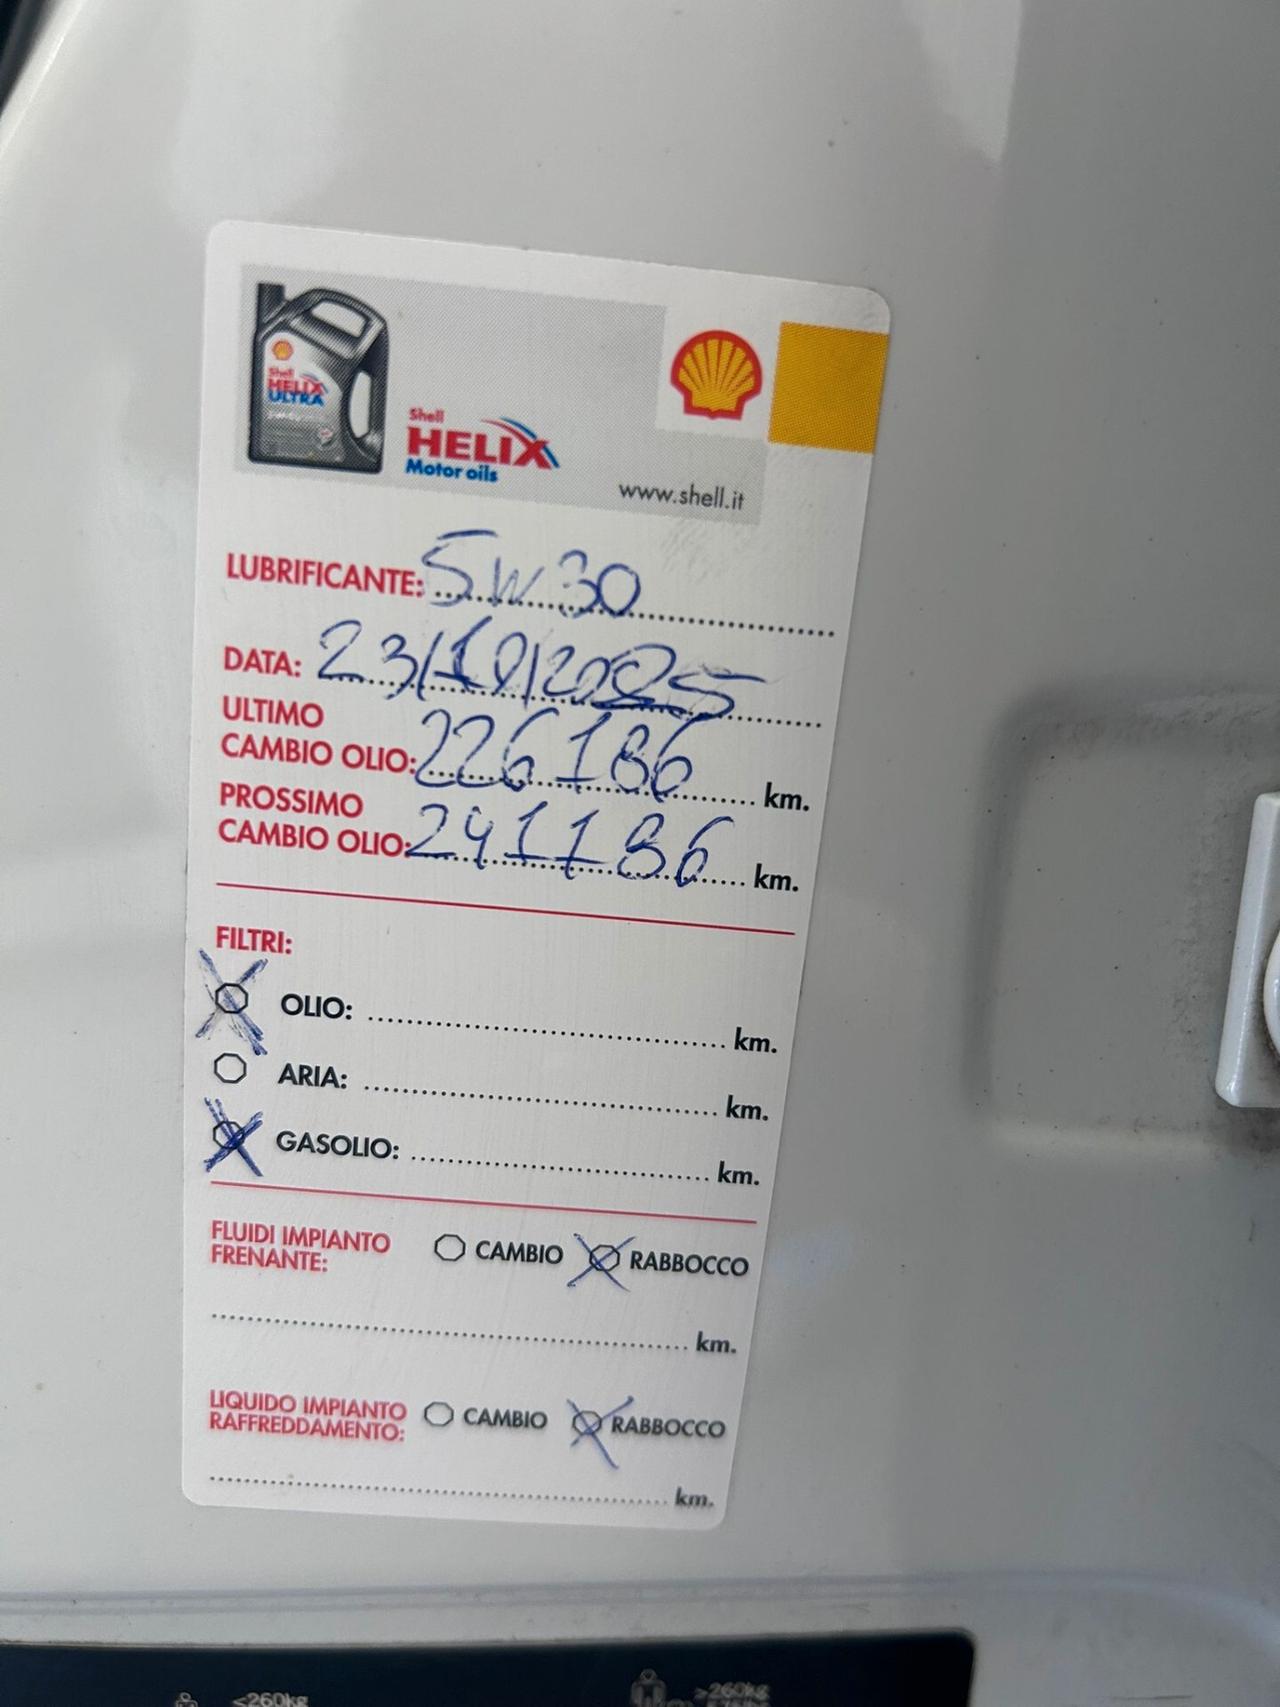 Shell
HELIX
ULTRA
Shell
HELIX
Motor oils
www.shell.it
LUBRIFICANTE: 5W30
DATA: 23/10/2025
ULTIMO
CAMBIO OLIO: 226186 km.
PROSSIMO
CAMBIO OLIO: 241186 km.
FILTRI:
OLIO: km.
ARIA: km.
GASOLIO: km.
FLUIDI IMPIANTO
FRENANTE: CAMBIO RABBOCCO
km.
LIQUIDO IMPIANTO
RAFFREDDAMENTO: CAMBIO RABBOCCO
km.
≤260kg >260kg